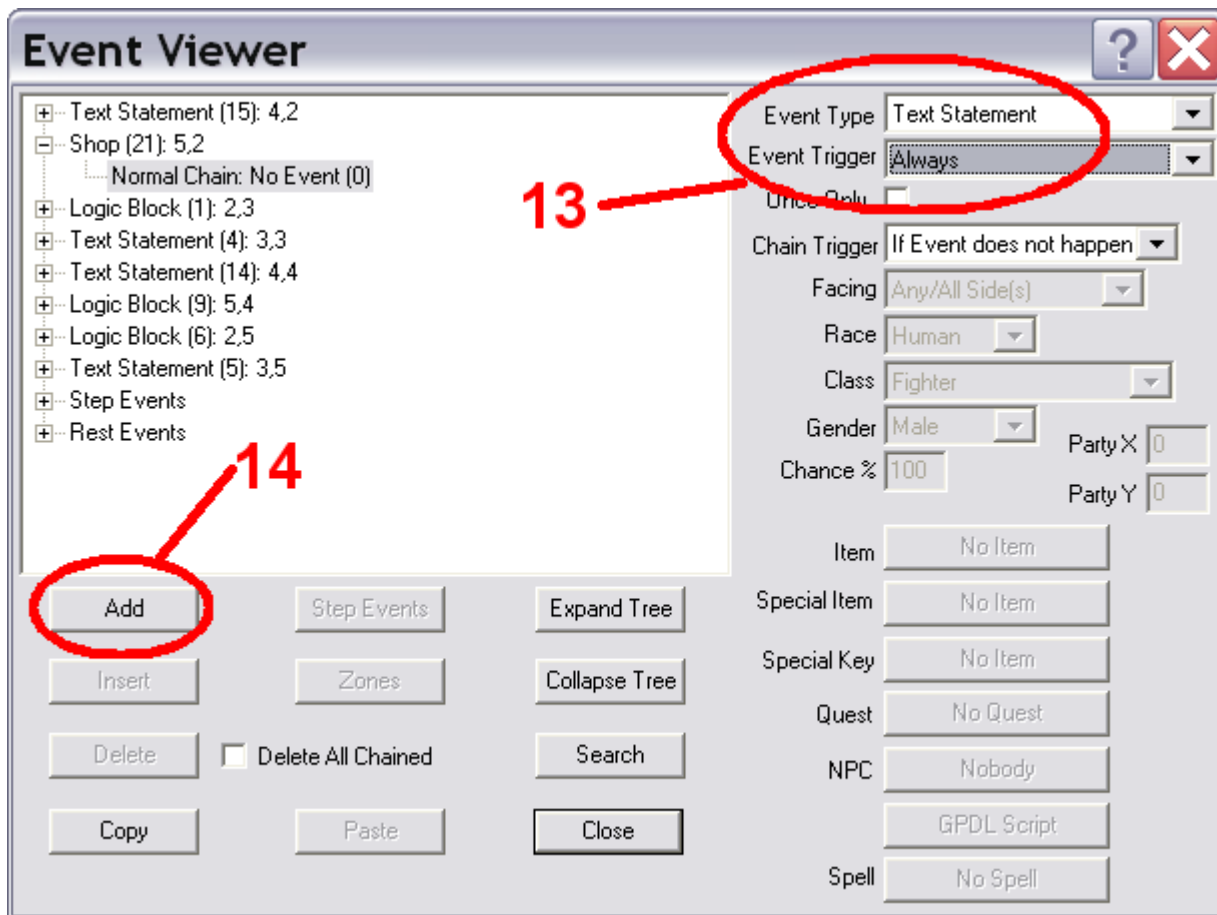 Event Viewer
?
Text Statement (15): 4,2
Shop (21): 5,2
Normal Chain: No Event (0)
Logic Block (1): 2,3
Text Statement (4): 3,3
Text Statement (14): 4,4
Logic Block (9): 5,4
Logic Block (6): 2,5
Text Statement (5): 3,5
Step Events
Rest Events
Event Type Text Statement
Event Trigger Always
13
Once Only
Chain Trigger If Event does not happen
Facing Any/All Side(s)
Race Human
Class Fighter
Gender Male
Chance % 100
Party X 0
Party Y 0
14
Item No Item
Special Item No Item
Special Key No Item
Quest No Quest
NPC Nobody
GPDL Script
Spell No Spell
Add Step Events Expand Tree
Insert Zones Collapse Tree
Delete Delete All Chained Search
Copy Paste Close